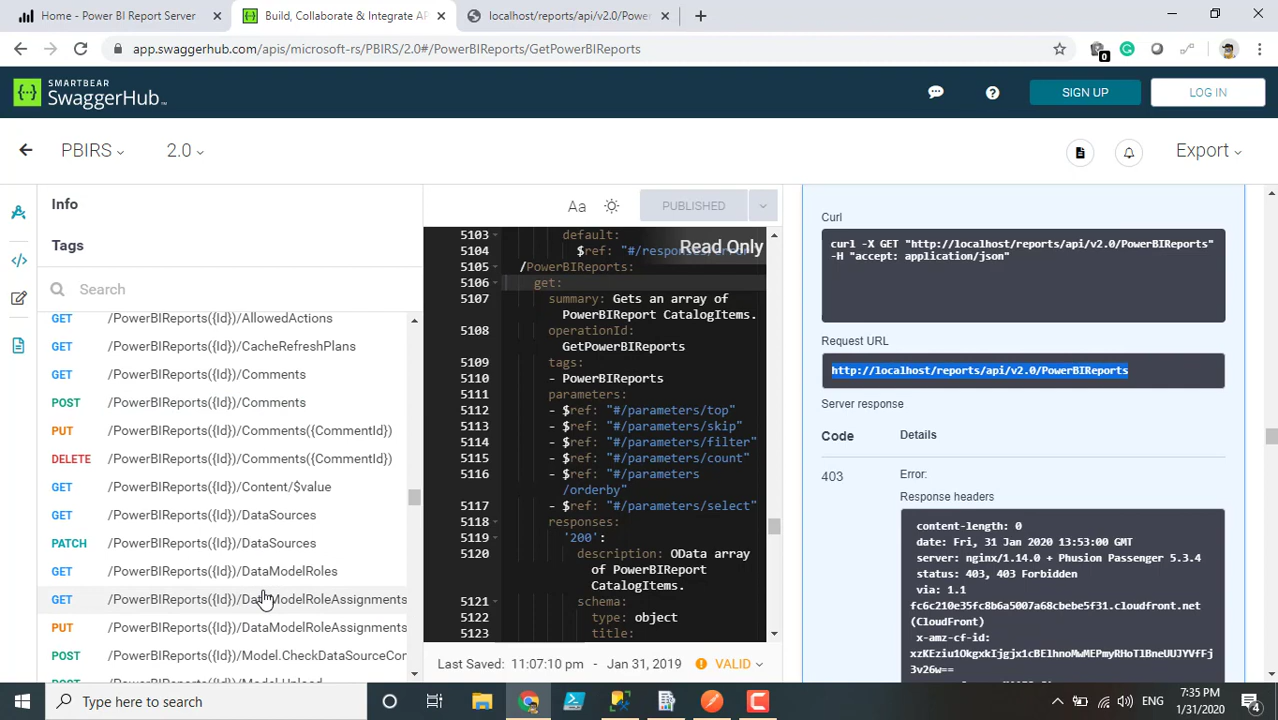 Home - Power BI Report Server
Build, Collaborate & Integrate AP
localhost/reports/api/v2.0/Power
app.swaggerhub.com/apis/microsoft-rs/PBIRS/2.0#/PowerBIReports/GetPowerBIReports
0
SMARTBEAR
SwaggerHub
SIGN UP
LOG IN
PBIRS
2.0
Export
Info
Tags
Search
GET /PowerBIReports({Id})/AllowedActions
GET /PowerBIReports({Id})/CacheRefreshPlans
GET /PowerBIReports({Id})/Comments
POST /PowerBIReports({Id})/Comments
PUT /PowerBIReports({Id})/Comments({CommentId})
DELETE /PowerBIReports({Id})/Comments({CommentId})
GET /PowerBIReports({Id})/Content/$value
GET /PowerBIReports({Id})/DataSources
PATCH /PowerBIReports({Id})/DataSources
GET /PowerBIReports({Id})/DataModelRoles
GET /PowerBIReports({Id})/DataModelRoleAssignments
PUT /PowerBIReports({Id})/DataModelRoleAssignments
POST /PowerBIReports({Id})/Model.CheckDataSourceCon
Aa
PUBLISHED
Read Only
5103 default:
5104 $ref: "#/responses/error"
5105 /PowerBIReports:
5106 get:
5107 summary: Gets an array of
PowerBIReport CatalogItems.
5108 operationId:
GetPowerBIReports
5109 tags:
5110 - PowerBIReports
5111 parameters:
5112 - $ref: "#/parameters/top"
5113 - $ref: "#/parameters/skip"
5114 - $ref: "#/parameters/filter"
5115 - $ref: "#/parameters/count"
5116 - $ref: "#/parameters
/orderby"
5117 - $ref: "#/parameters/select"
5118 responses:
5119 '200':
5120 description: OData array
of PowerBIReport
CatalogItems.
5121 schema:
5122 type: object
5123 title:
Last Saved: 11:07:10 pm - Jan 31, 2019
VALID
Curl
curl -X GET "http://localhost/reports/api/v2.0/PowerBIReports"
-H "accept: application/json"
Request URL
http://localhost/reports/api/v2.0/PowerBIReports
Server response
Code Details
403 Error:
Response headers
content-length: 0
date: Fri, 31 Jan 2020 13:53:00 GMT
server: nginx/1.14.0 + Phusion Passenger 5.3.4
status: 403, 403 Forbidden
via: 1.1
fc6c210e35fc8b6a5007a68cbebe5f31.cloudfront.net
(CloudFront)
x-amz-cf-id:
Type here to search
ENG
7:35 PM
1/31/2020
4